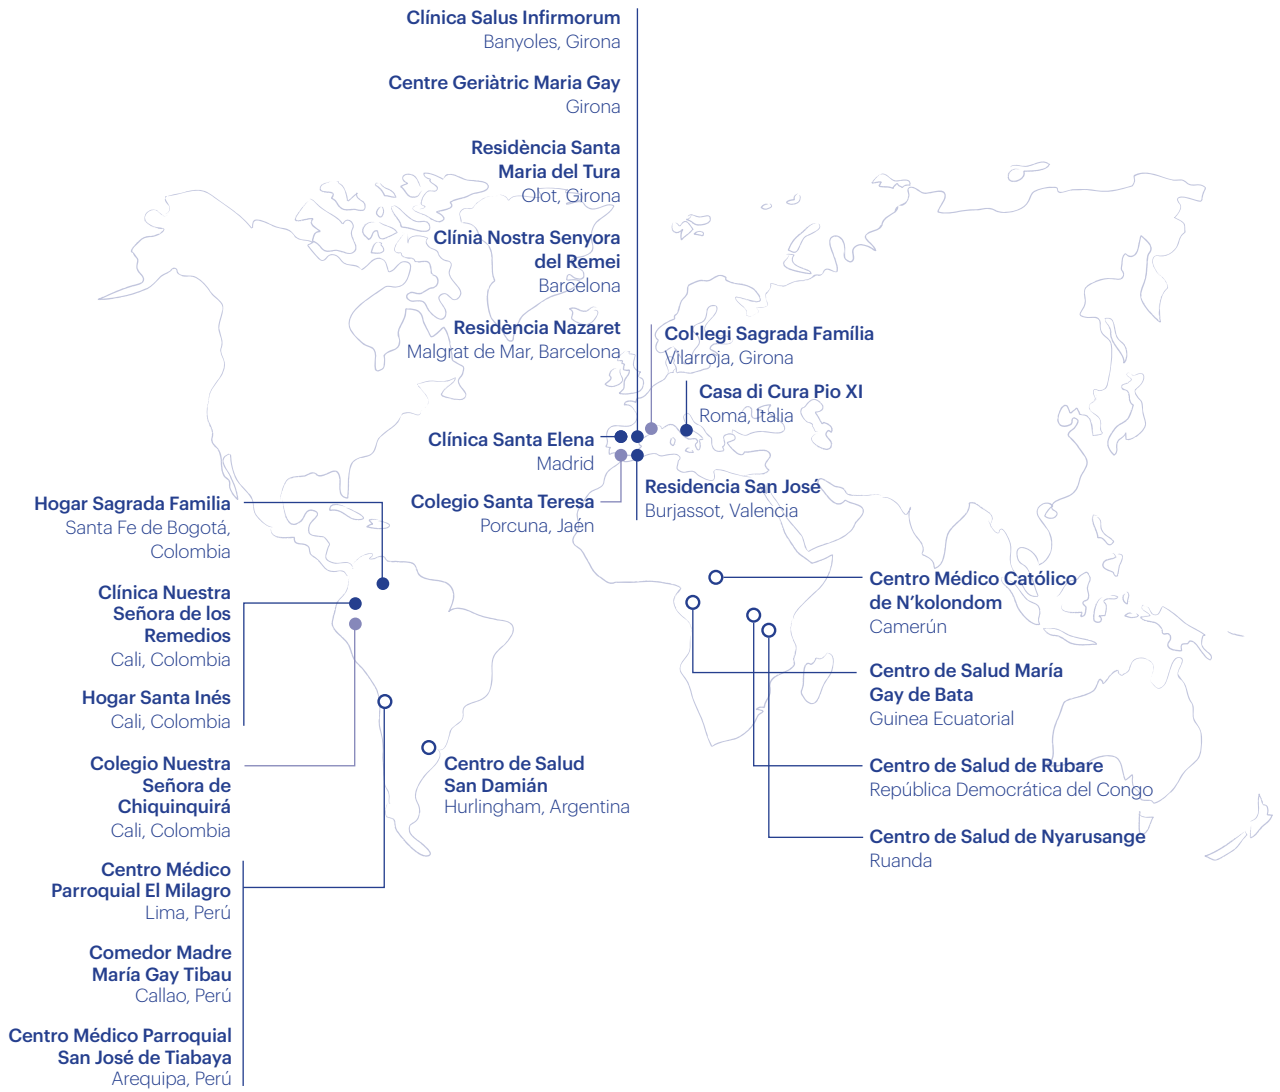 Clínica Salus Infirmorum
Banyoles, Girona
Centre Geriàtric Maria Gay
Girona
Residència Santa
Maria del Tura
Olot, Girona
Clínia Nostra Senyora
del Remei
Barcelona
Residència Nazaret
Malgrat de Mar, Barcelona
Col·legi Sagrada Família
Vilarroja, Girona
Casa di Cura Pio XI
Roma, Italia
Clínica Santa Elena
Madrid
Colegio Santa Teresa
Porcuna, Jaén
Residencia San José
Burjassot, Valencia
Hogar Sagrada Familia
Santa Fe de Bogotá,
Colombia
Clínica Nuestra
Señora de los
Remedios
Cali, Colombia
Hogar Santa Inés
Cali, Colombia
Colegio Nuestra
Señora de
Chiquinquirá
Cali, Colombia
Centro Médico
Parroquial El Milagro
Lima, Perú
Comedor Madre
María Gay Tibau
Callao, Perú
Centro Médico Parroquial
San José de Tiabaya
Arequipa, Perú
Centro de Salud
San Damián
Hurlingham, Argentina
Centro Médico Católico
de N’kolondom
Camerún
Centro de Salud María
Gay de Bata
Guinea Ecuatorial
Centro de Salud de Rubare
República Democrática del Congo
Centro de Salud de Nyarusange
Ruanda